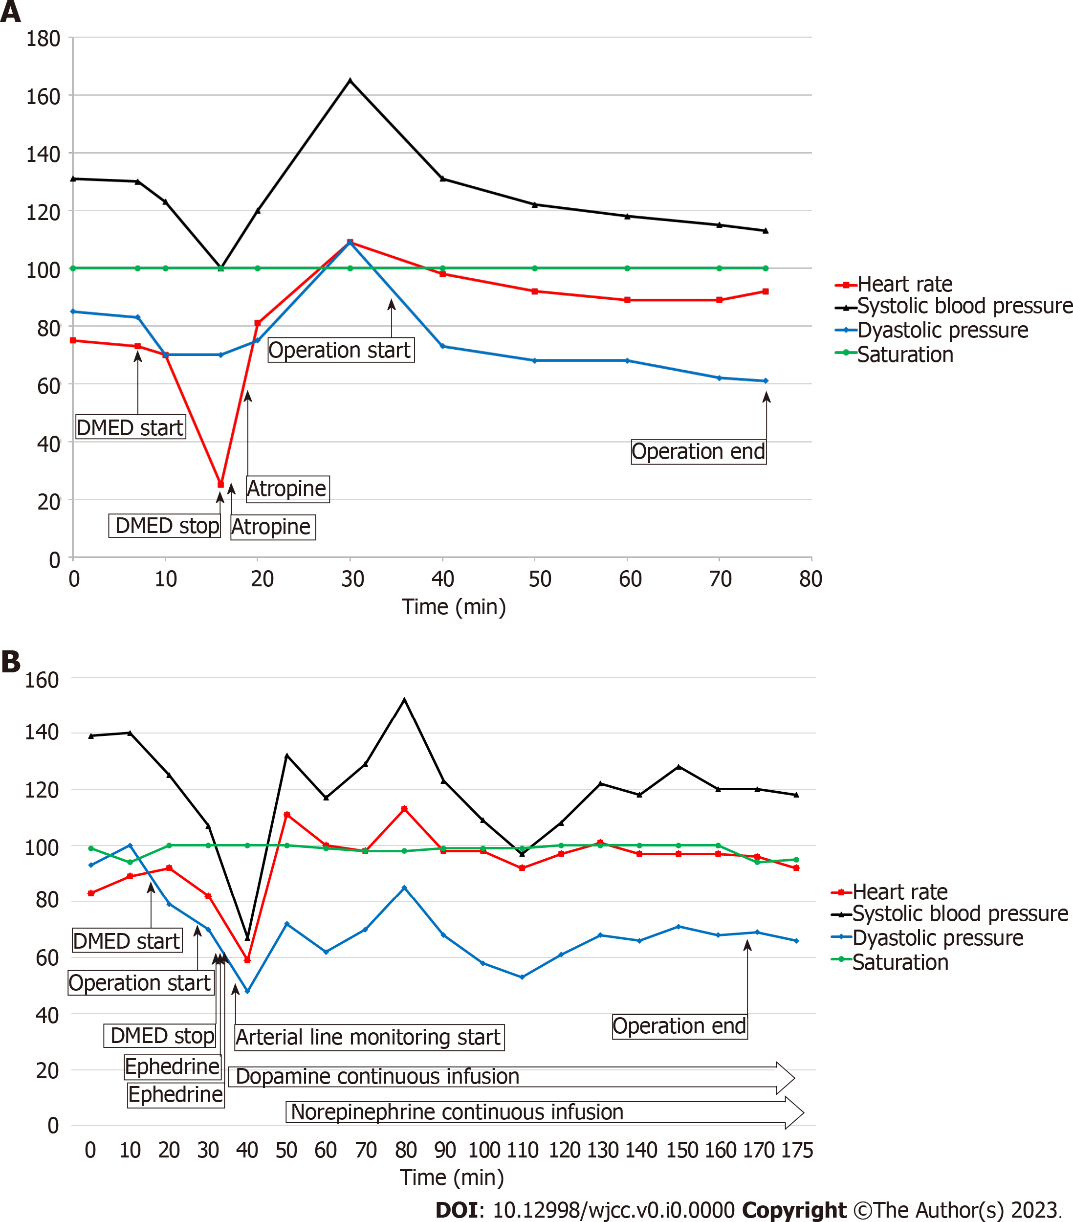 A
180
160
140
120
100
80
60
40
20
0
0 10 20 30 40 50 60 70 80
Time (min)
DMED start
DMED stop
Atropine
Atropine
Operation start
Operation end
Heart rate
Systolic blood pressure
Dyastolic pressure
Saturation
B
160
140
120
100
80
60
40
20
0
0 10 20 30 40 50 60 70 80 90 100 110 120 130 140 150 160 170 175
Time (min)
DMED start
Operation start
DMED stop
Ephedrine
Ephedrine
Arterial line monitoring start
Dopamine continuous infusion
Norepinephrine continuous infusion
Operation end
Heart rate
Systolic blood pressure
Dyastolic pressure
Saturation
DOI: 10.12998/wjcc.v0.i0.0000 Copyright ©The Author(s) 2023.